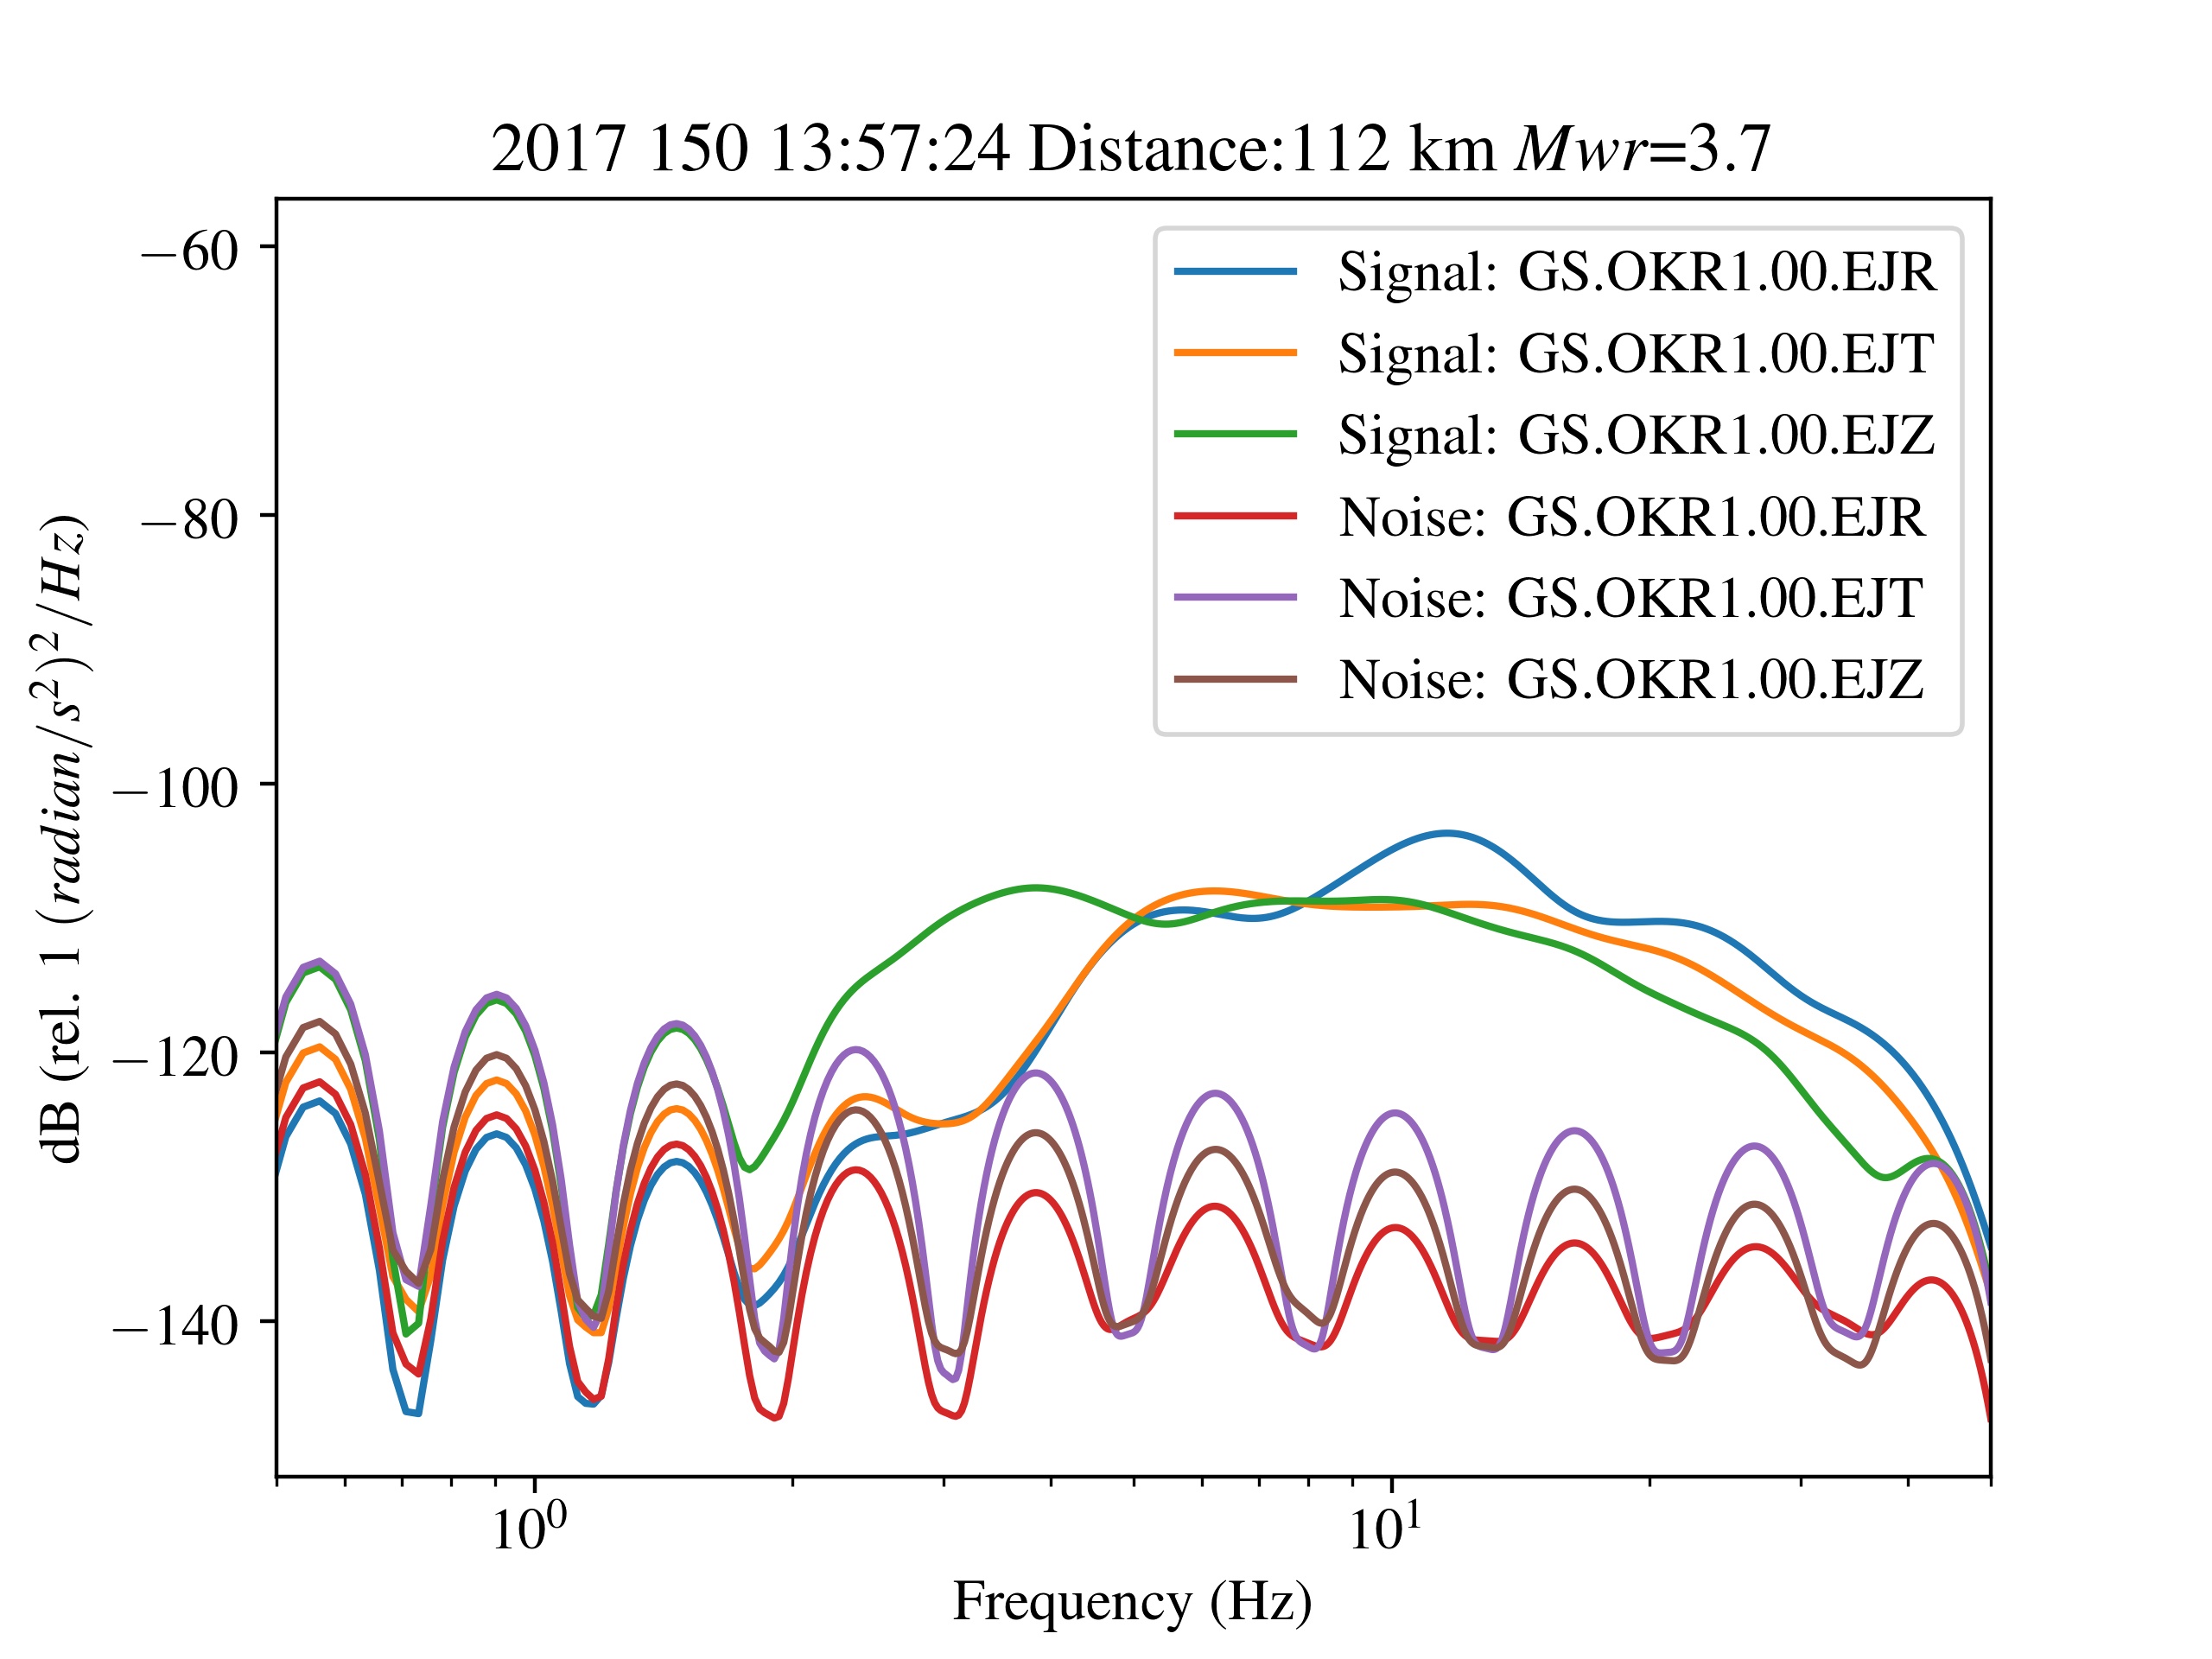 2017 150 13:57:24 Distance:112 km Mwr=3.7
dB (rel. 1 (radian/s²)²/Hz)
−60
−80
−100
−120
−140
Signal: GS.OKR1.00.EJR
Signal: GS.OKR1.00.EJT
Signal: GS.OKR1.00.EJZ
Noise: GS.OKR1.00.EJR
Noise: GS.OKR1.00.EJT
Noise: GS.OKR1.00.EJZ
10⁰ 10¹
Frequency (Hz)